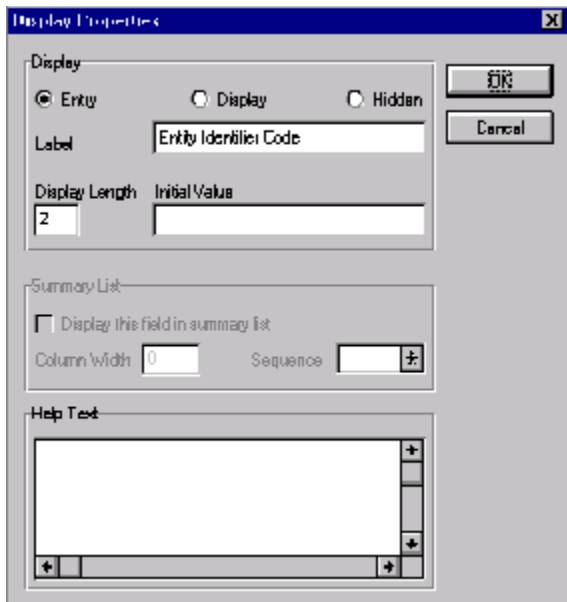 Display Properties
Display
OK
Entry Display Hidden
Label Entity Identifier Code
Cancel
Display Length Initial Value
2
Summary List
Display this field in summary list
Column Width 0 Sequence
Help Text